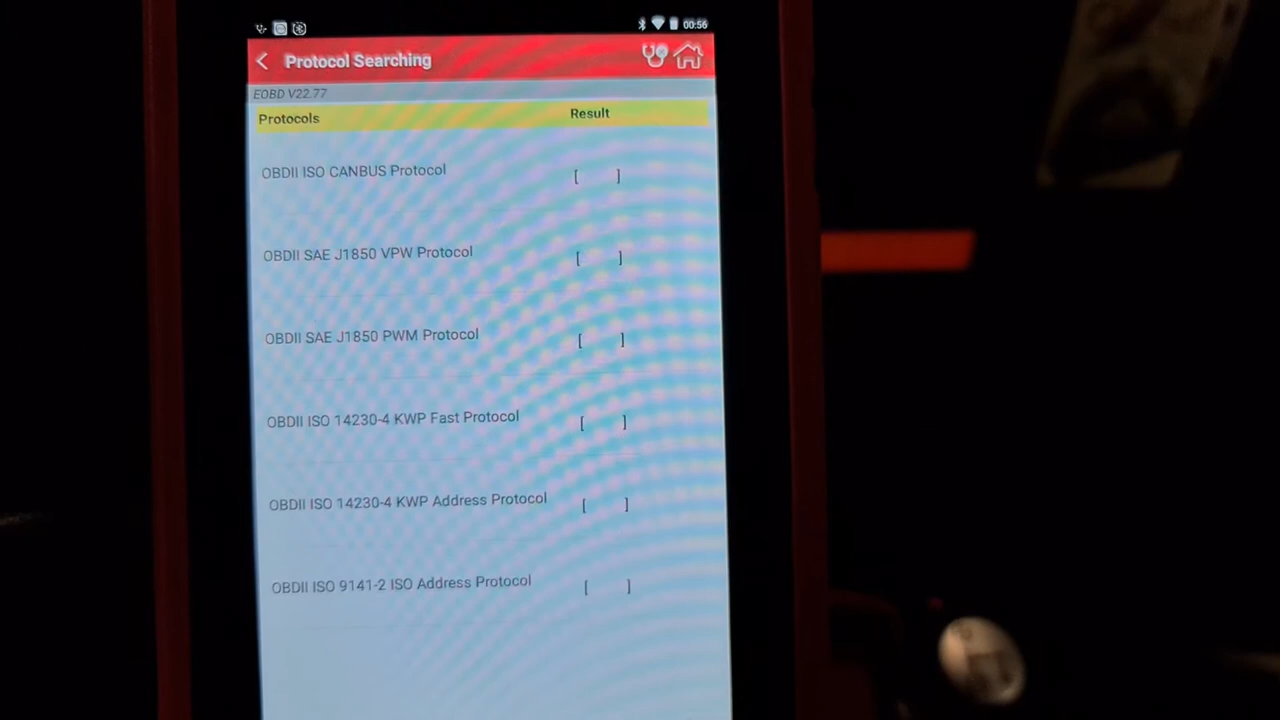 00:56
Protocol Searching
EOBD V22.77
Protocols Result
OBDII ISO CANBUS Protocol [ ]
OBDII SAE J1850 VPW Protocol [ ]
OBDII SAE J1850 PWM Protocol [ ]
OBDII ISO 14230-4 KWP Fast Protocol [ ]
OBDII ISO 14230-4 KWP Address Protocol [ ]
OBDII ISO 9141-2 ISO Address Protocol [ ]